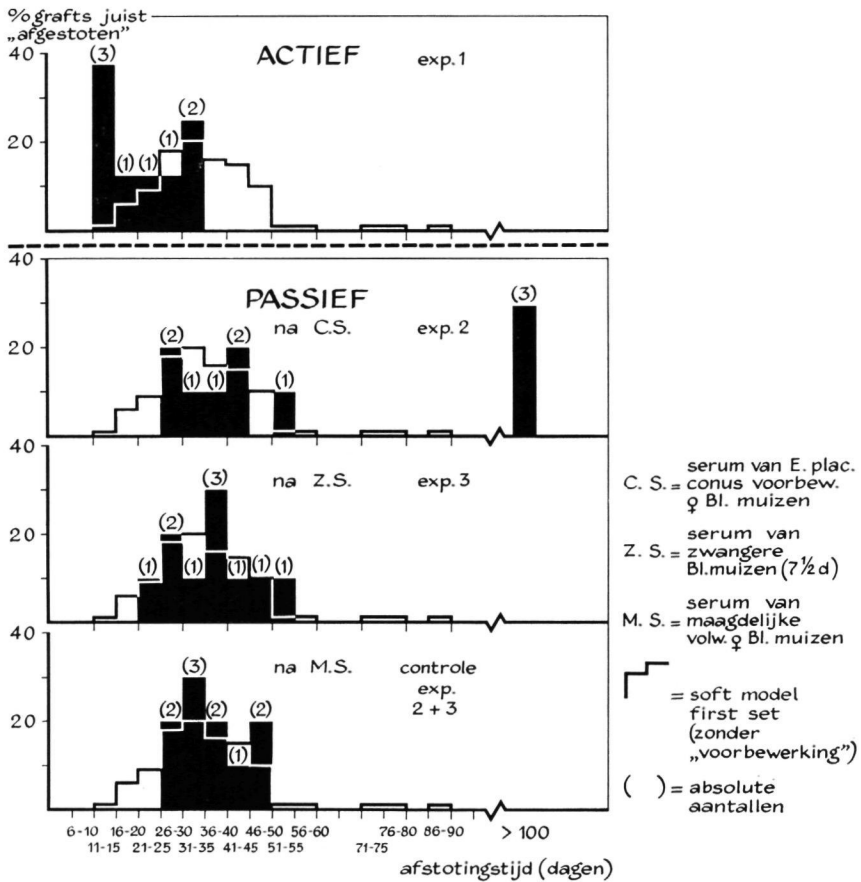 % grafts juist
„afgestoten”
ACTIEF exp. 1
40
20
(3)
(1) (1) (1) (2)
PASSIEF
na C.S. exp. 2
40
20
(2) (1) (1) (2) (1) (3)
na Z.S. exp. 3
40
20
(1) (2) (1) (3) (1) (1) (1)
na M.S. controle
exp.
2 + 3
40
20
(2) (3) (2) (1) (2)
6-10 16-20 26-30 36-40 46-50 56-60 76-80 86-90 > 100
11-15 21-25 31-35 41-45 51-55 71-75
afstotingstijd (dagen)
C. S. = serum van E. plac.
conus voorbew.
♀ Bl. muizen
Z. S. = serum van
zwangere
Bl. muizen (7 ½ d)
M. S. = serum van
maagdelijke
volw. ♀ Bl. muizen
= soft model
first set
(zonder
„voorbewerking”)
( ) = absolute
aantallen